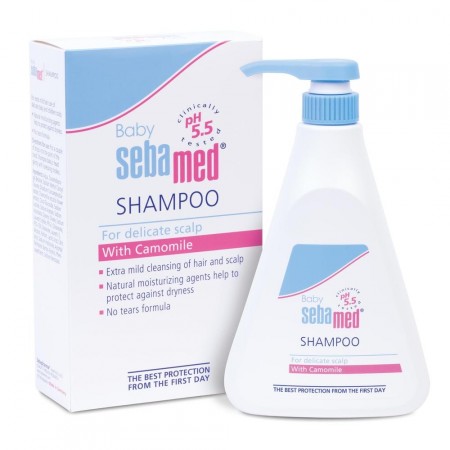 Baby
sebamed®
clinically
pH
5.5
tested
SHAMPOO
For delicate scalp
With Camomile
Extra mild cleansing of hair and scalp
Natural moisturizing agents help to
protect against dryness
No tears formula
THE BEST PROTECTION
FROM THE FIRST DAY
Baby
sebamed®
pH
5.5
SHAMPOO
For delicate scalp
With Camomile
THE BEST PROTECTION FROM THE FIRST DAY